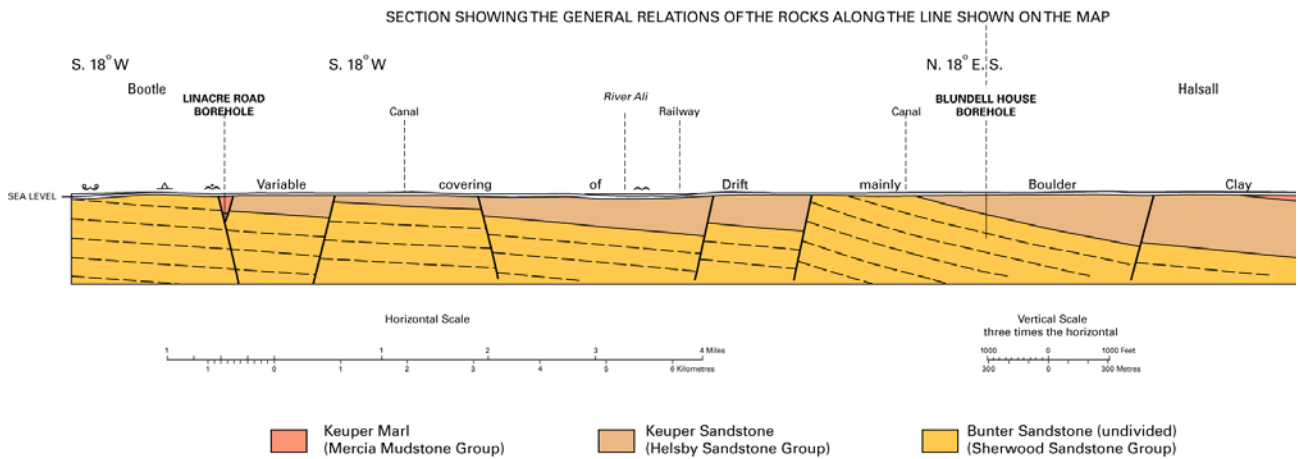 SECTION SHOWING THE GENERAL RELATIONS OF THE ROCKS ALONG THE LINE SHOWN ON THE MAP
S. 18° W
S. 18° W
N. 18° E. S.
Bootle
LINACRE ROAD
BOREHOLE
Canal
River Ali
Railway
Canal
BLUNDELL HOUSE
BOREHOLE
Halsall
SEA LEVEL
Variable covering of Drift mainly Boulder Clay
Horizontal Scale
1 1 2 3 4 Miles
1 0 1 2 3 4 5 6 Kilometres
Vertical Scale
three times the horizontal
1000 0 1000 Feet
300 0 300 Metres
Keuper Marl
(Mercia Mudstone Group)
Keuper Sandstone
(Helsby Sandstone Group)
Bunter Sandstone (undivided)
(Sherwood Sandstone Group)